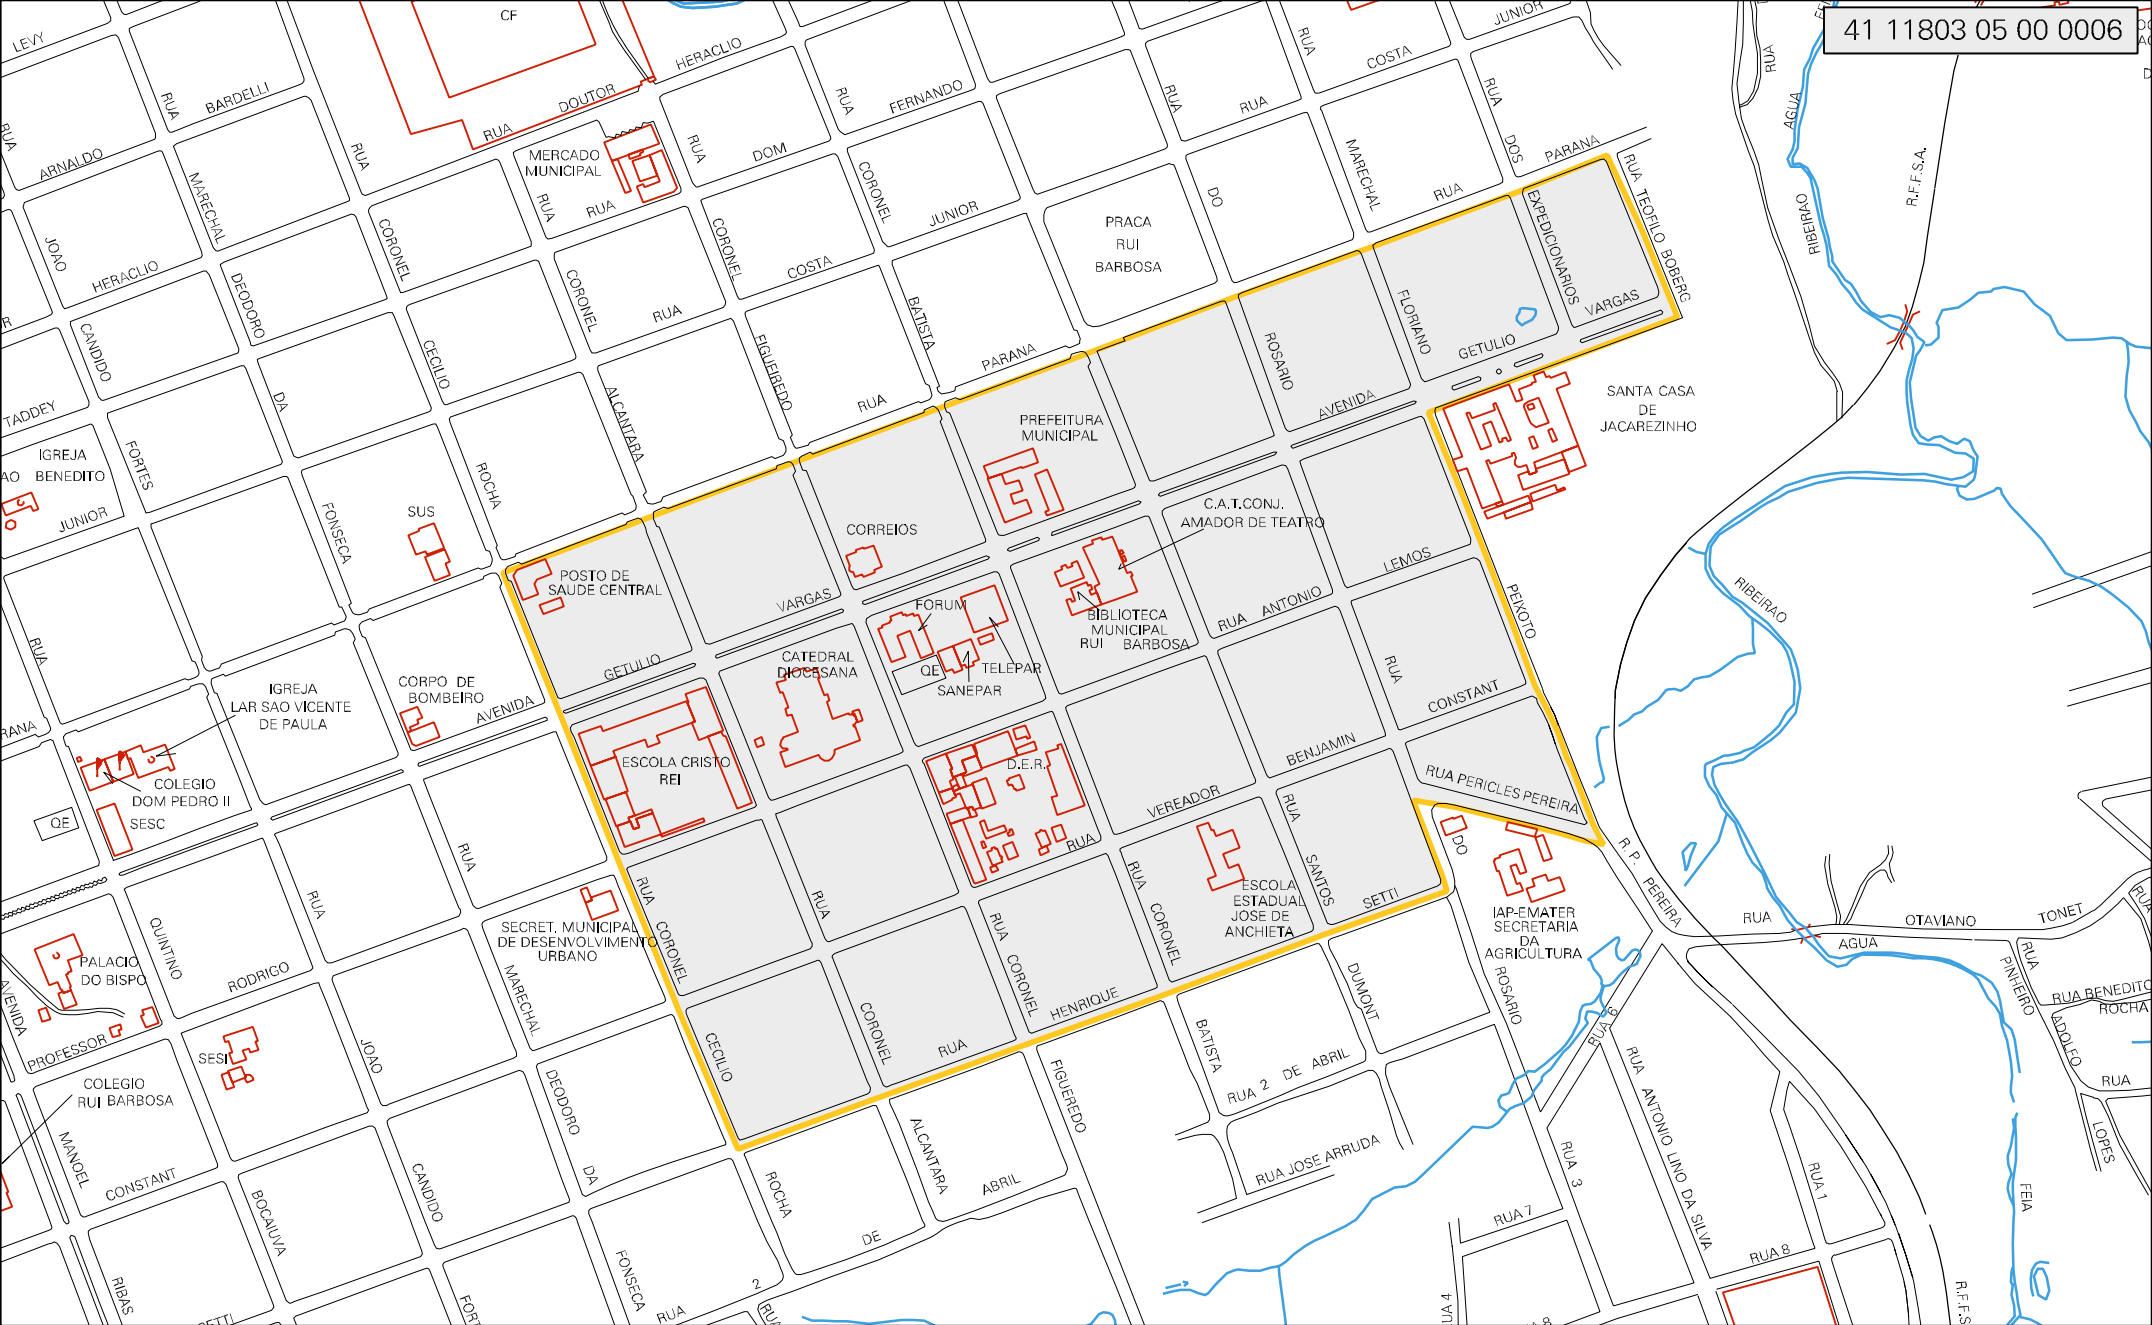 41 11803 05 00 0006
CF
LEVY
RUA
BARDELLI
ARNALDO
RUA
DOUTOR
HERACLIO
RUA
FERNANDO
RUA
COSTA
JUNIOR
RUA
RUA
RUA
RUA
DOM
MERCADO
MUNICIPAL
RUA
RUA
RUA
RUA
MARECHAL
CORONEL
CORONEL
CORONEL
CORONEL
JUNIOR
COSTA
DO
MARECHAL
RUA
DOS
PARANA
RUA TEOFILO BOBERG
EXPEDICIONARIOS
PRACA
RUI
BARBOSA
AGUA
RIBEIRAO
R.F.F.S.A.
JOAO
HERACLIO
DEODORO
CANDIDO
CECILIO
RUA
FIGUEIREDO
BATISTA
PARANA
RUA
ROSARIO
FLORIANO
GETULIO
VARGAS
AVENIDA
TADDEY
DA
ALCANTARA
FORTES
ROCHA
IGREJA
BENEDITO
JUNIOR
FONSECA
SUS
PREFEITURA
MUNICIPAL
CORREIOS
C.A.T.CONJ.
AMADOR DE TEATRO
SANTA CASA
DE
JACAREZINHO
POSTO DE
SAUDE CENTRAL
VARGAS
GETULIO
FORUM
QE
TELEPAR
SANEPAR
BIBLIOTECA
MUNICIPAL
RUI BARBOSA
RUA ANTONIO
LEMOS
PEIXOTO
RIBEIRAO
RUA
CATEDRAL
DIOCESANA
CORPO DE
BOMBEIRO
AVENIDA
IGREJA
LAR SAO VICENTE
DE PAULA
COLEGIO
DOM PEDRO II
SESC
QE
ESCOLA CRISTO
REI
D.E.R.
RUA
CONSTANT
BENJAMIN
VEREADOR
RUA
RUA PERICLES PEREIRA
RUA
RUA
RUA
RUA
RUA
RUA
RUA
SANTOS
SETTI
DO
R. P. PEREIRA
ESCOLA
ESTADUAL
JOSE DE
ANCHIETA
IAP-EMATER
SECRETARIA
DA
AGRICULTURA
RUA
OTAVIANO
TONET
AGUA
RUA
PINHEIRO
RUA BENEDITO
ROCHA
ADOLFO
RUA
LOPES
SECRET. MUNICIPAL
DE DESENVOLVIMENTO
URBANO
CORONEL
CORONEL
CORONEL
CORONEL
HENRIQUE
RUA
PALACIO
DO BISPO
QUINTINO
RODRIGO
MARECHAL
AVENIDA
PROFESSOR
SESI
JOAO
CECILIO
BATISTA
DUMONT
ROSARIO
RUA 6
RUA 2 DE ABRIL
FIGUEREDO
DEODORO
COLEGIO
RUI BARBOSA
MANOEL
CONSTANT
CANDIDO
DA
ROCHA
ALCANTARA
ABRIL
DE
RUA JOSE ARRUDA
RUA 3
RUA ANTONIO LINO DA SILVA
RUA 1
RUA 7
RUA 8
FEIA
BOCAIUVA
RIBAS
FONSECA
RUA
2